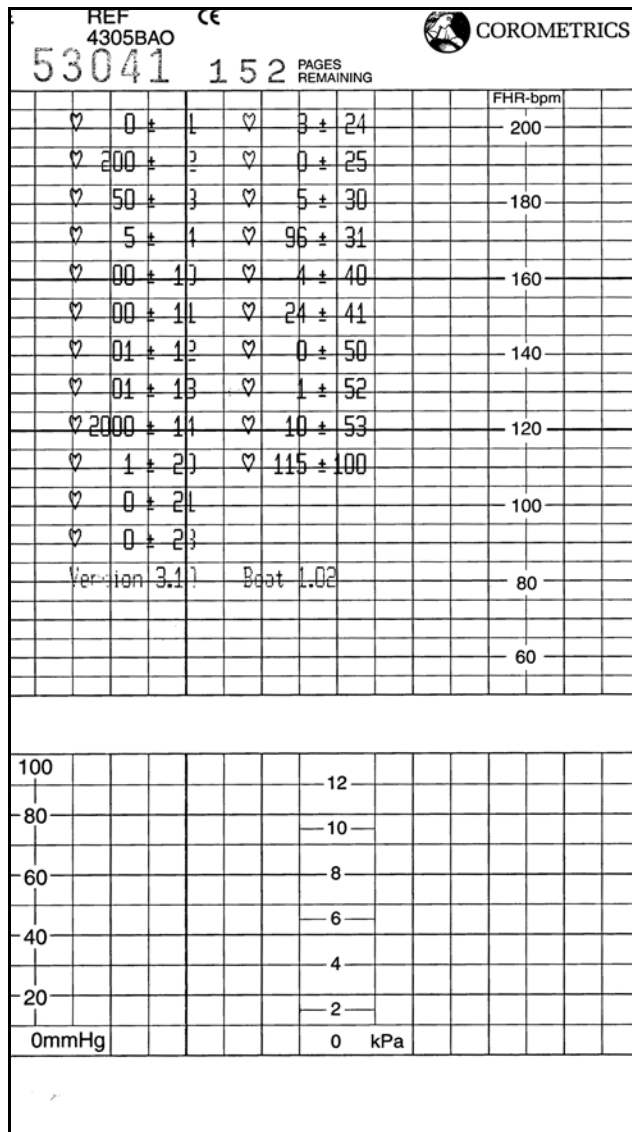 REF CE COROMETRICS
4305BAO
53041 152 PAGES REMAINING
FHR-bpm
♡ 0 ± 1 ♡ 3 ± 24 200
♡ 200 ± 2 ♡ 0 ± 25
♡ 50 ± 3 ♡ 5 ± 30 180
♡ 5 ± 4 ♡ 96 ± 31
♡ 00 ± 10 ♡ 4 ± 40 160
♡ 00 ± 11 ♡ 24 ± 41
♡ 01 ± 12 ♡ 0 ± 50 140
♡ 01 ± 13 ♡ 1 ± 52
♡ 2000 ± 14 ♡ 10 ± 53 120
♡ 1 ± 20 ♡ 115 ± 100
♡ 0 ± 21 100
♡ 0 ± 23
Version 3.10 Boot 1.02 80
60
100
12
80
10
60 8
6
40
4
20
2
0mmHg 0 kPa